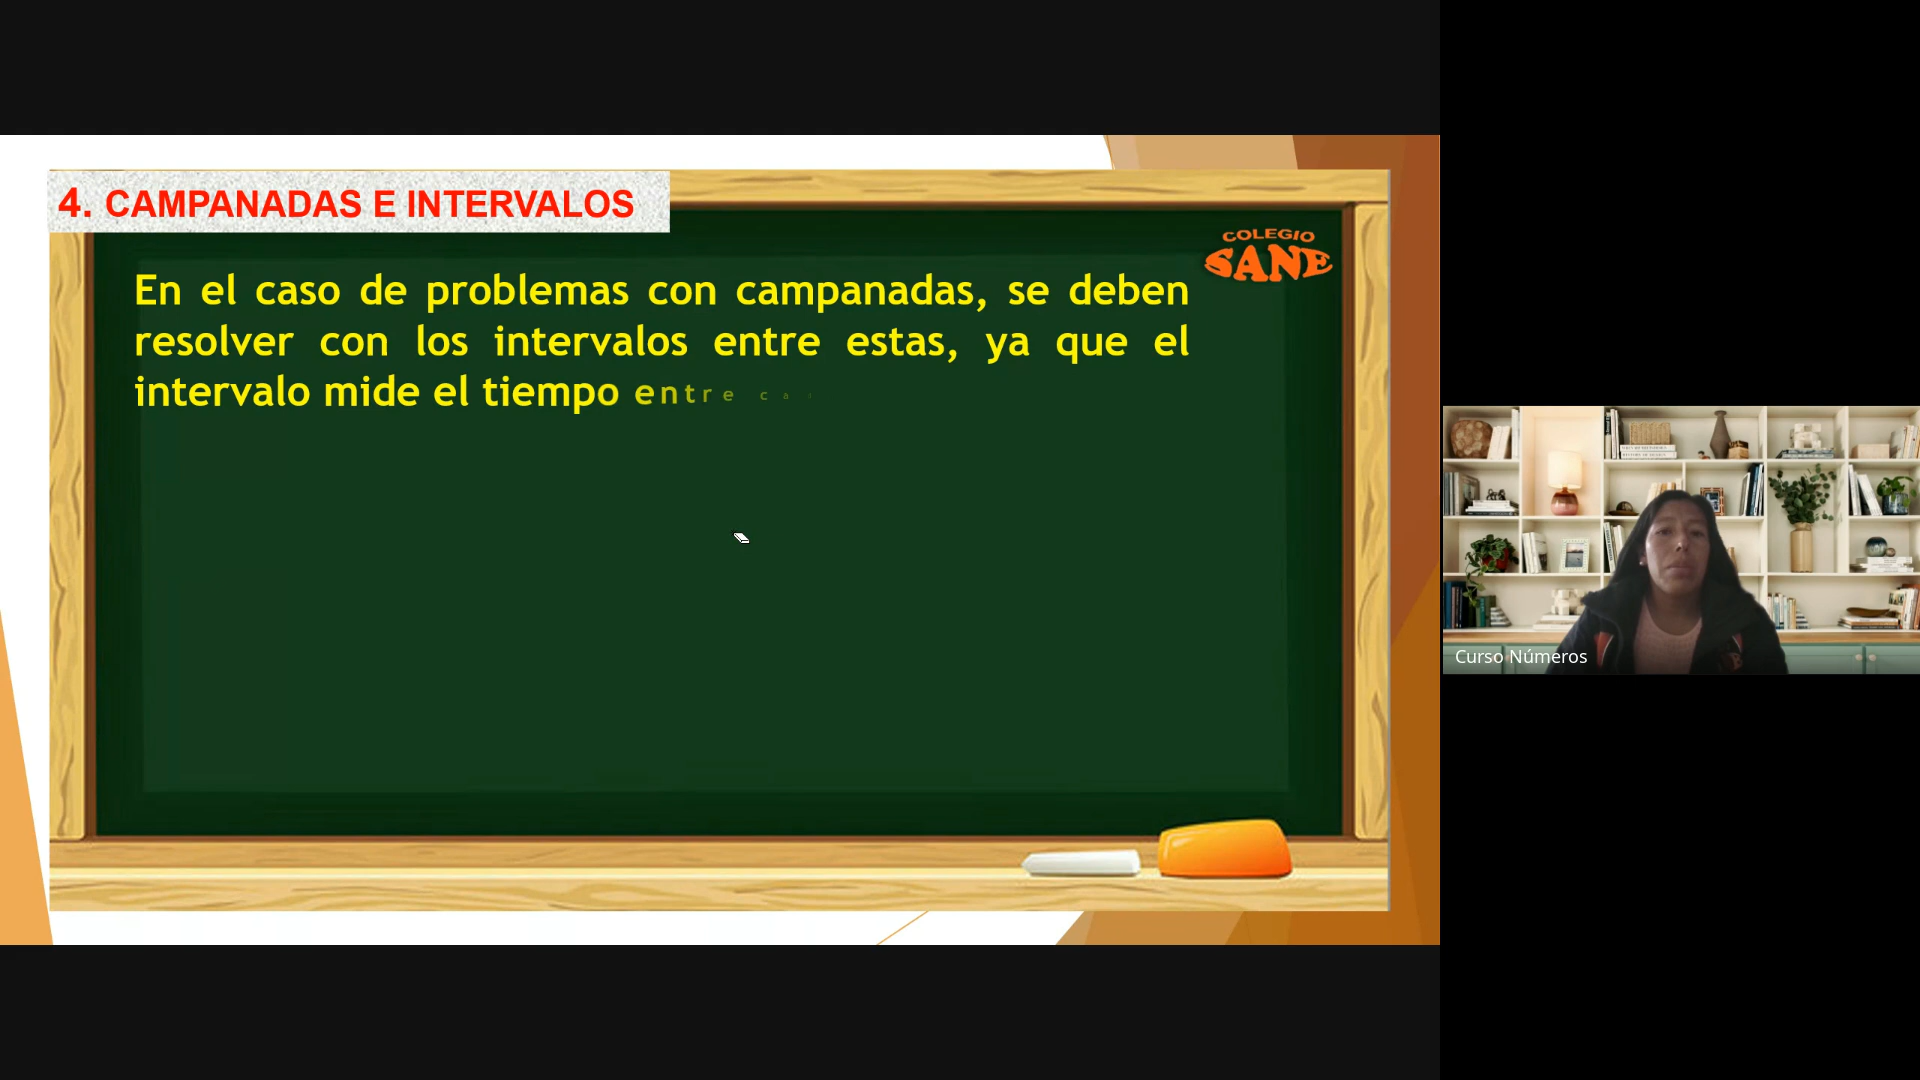 4. CAMPANADAS E INTERVALOS
COLEGIO
SANE
En el caso de problemas con campanadas, se deben
resolver con los intervalos entre estas, ya que el
intervalo mide el tiempo entre
Curso Números